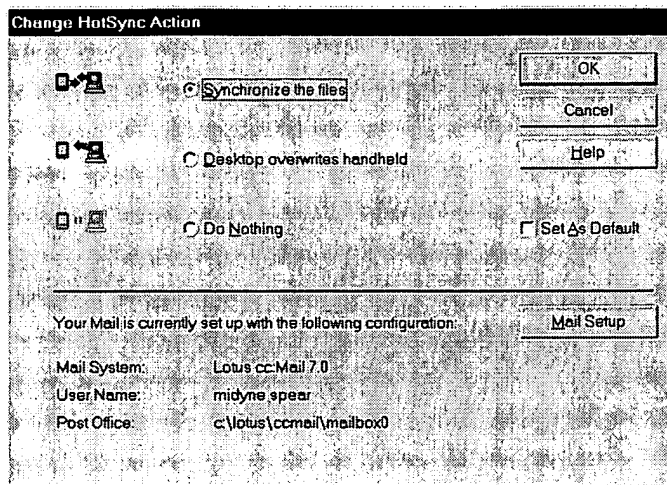 Change HotSync Action
Synchronize the files
OK
Cancel
Desktop overwrites handheld
Help
Do Nothing
Set As Default
Your Mail is currently set up with the following configuration:
Mail Setup
Mail System: Lotus cc:Mail 7.0
User Name: midyne spear
Post Office: c:\lotus\ccmail\mailbox0